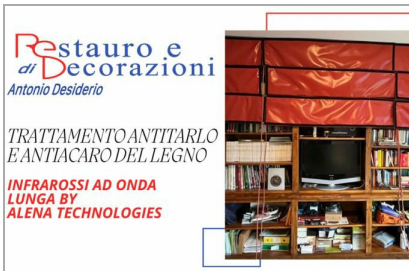 Restauro e
di Decorazioni
Antonio Desiderio
TRATTAMENTO ANTITARLO
E ANTIACARO DEL LEGNO
INFRAROSSI AD ONDA
LUNGA BY
ALENA TECHNOLOGIES